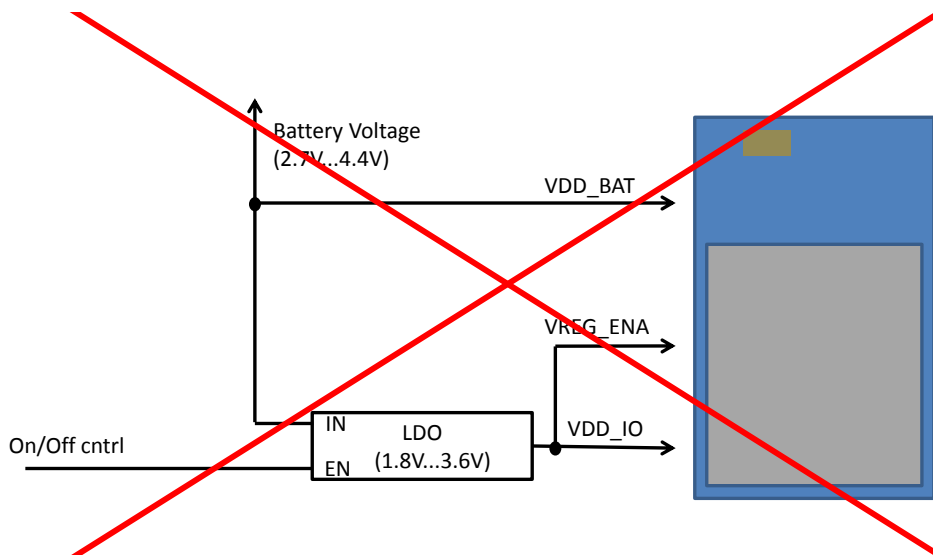 Battery Voltage
(2.7V...4.4V)
VDD_BAT
VREG_ENA
IN
LDO
VDD_IO
On/Off cntrl
(1.8V...3.6V)
EN